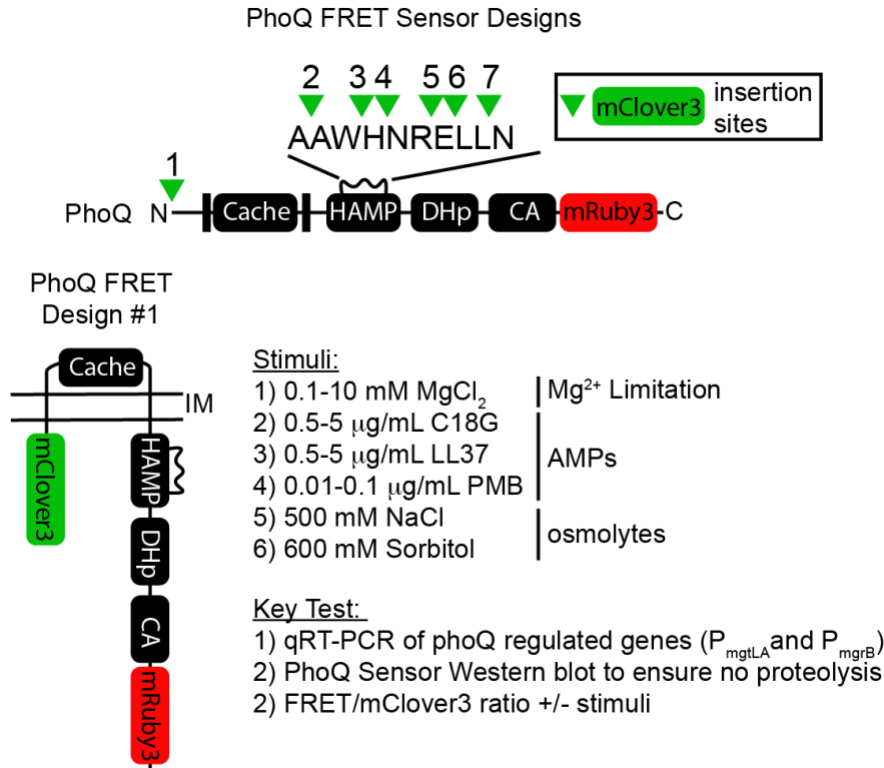 PhoQ FRET Sensor Designs
2 3 4 5 6 7
AAWHNRELLN
mClover3 insertion sites
1
PhoQ N Cache HAMP DHp CA mRuby3 C
PhoQ FRET
Design #1
Cache
IM
mClover3
HAMP
DHp
CA
mRuby3
Stimuli:
1) 0.1-10 mM MgCl₂
2) 0.5-5 μg/mL C18G
3) 0.5-5 μg/mL LL37
4) 0.01-0.1 μg/mL PMB
5) 500 mM NaCl
6) 600 mM Sorbitol
Mg²⁺ Limitation
AMPs
osmolytes
Key Test:
1) qRT-PCR of phoQ regulated genes (P_mgtLA and P_mgrB)
2) PhoQ Sensor Western blot to ensure no proteolysis
2) FRET/mClover3 ratio +/- stimuli